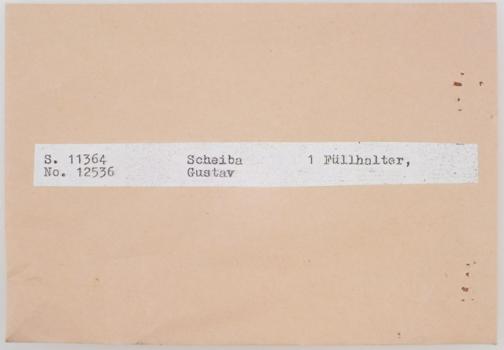 S. 11364 Scheiba 1 Füllhalter,
No. 12536 Gustav